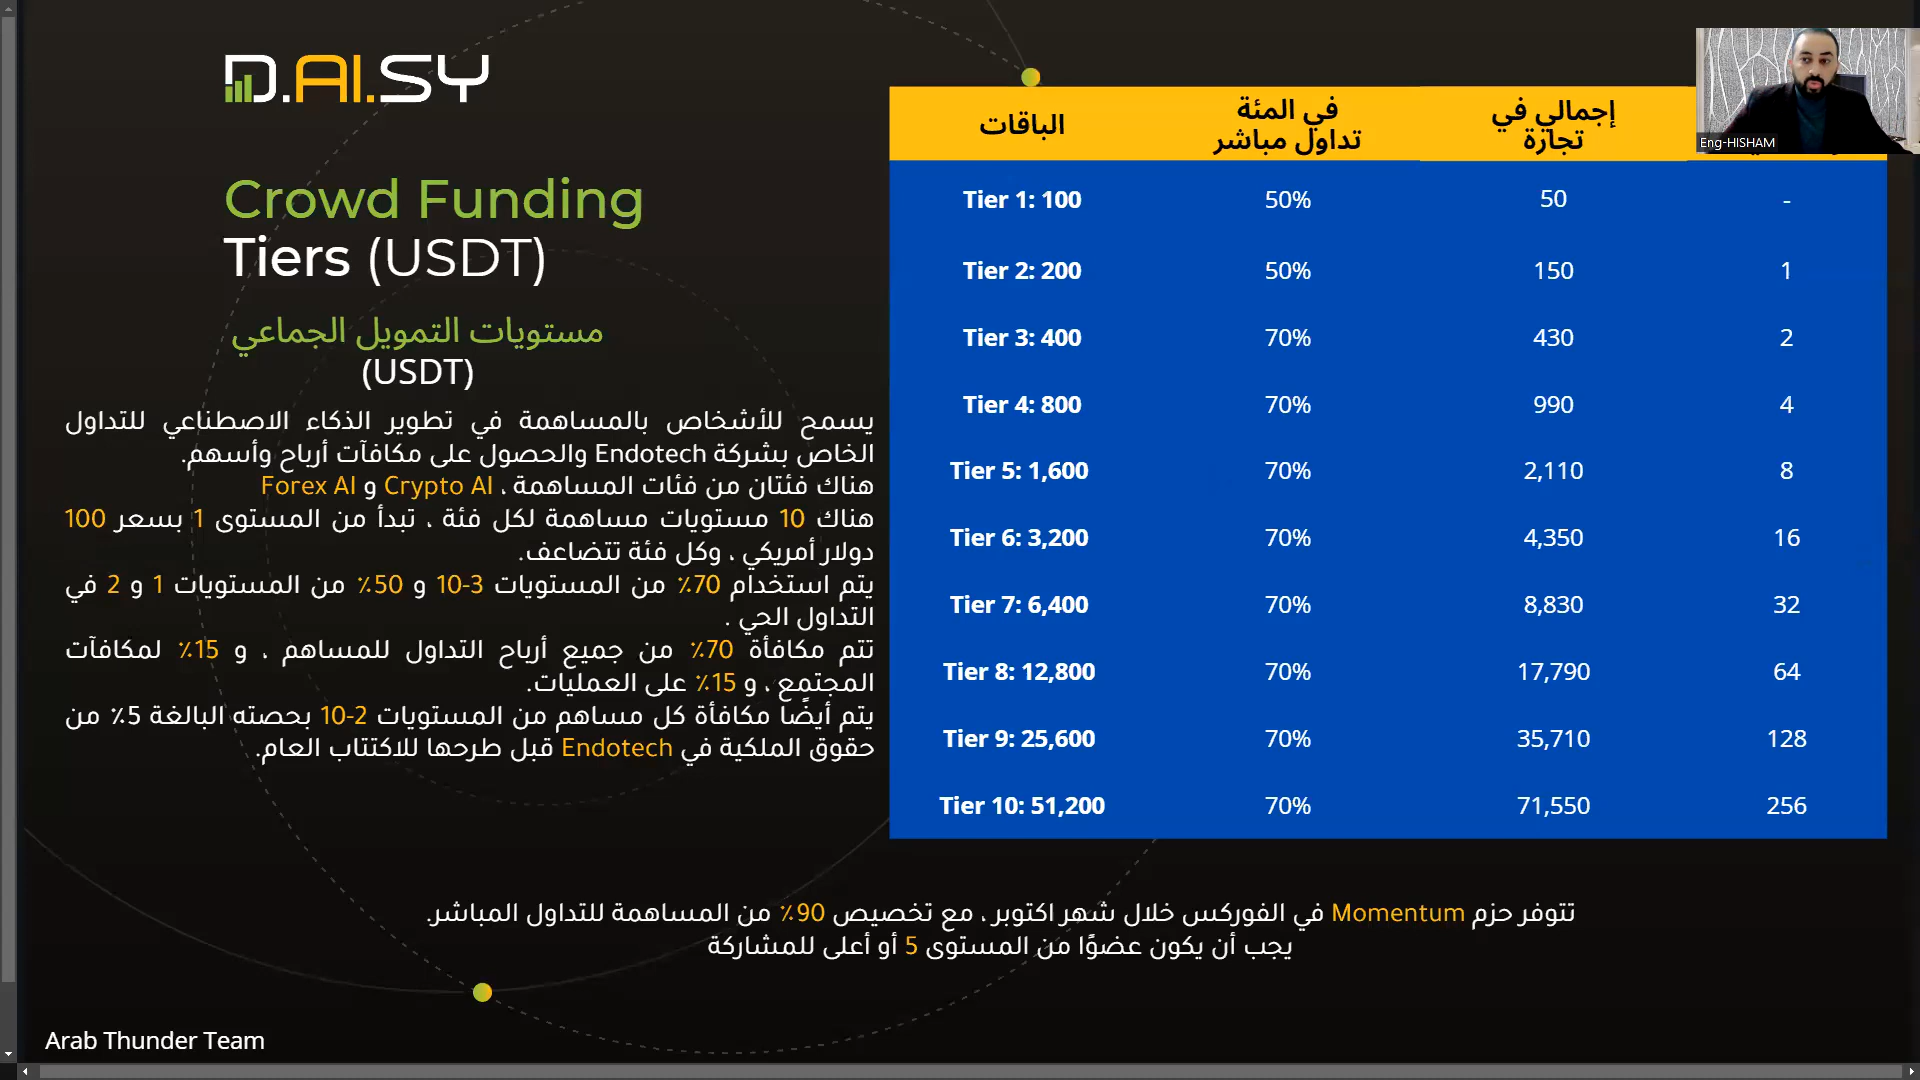 D.AI.SY
Crowd Funding
Tiers (USDT)
مستويات التمويل الجماعي
(USDT)
يسمح للأشخاص بالمساهمة في تطوير الذكاء الاصطناعي للتداول
الخاص بشركة Endotech والحصول على مكافآت أرباح وأسهم.
هناك فئتان من فئات المساهمة ، Crypto AI و Forex AI
هناك 10 مستويات مساهمة لكل فئة ، تبدأ من المستوى 1 بسعر 100
دولار أمريكي ، وكل فئة تتضاعف.
يتم استخدام 70٪ من المستويات 3-10 و 50٪ من المستويات 1 و 2 في
التداول الحي .
تتم مكافأة 70٪ من جميع أرباح التداول للمساهم ، و 15٪ لمكافآت
المجتمع ، و 15٪ على العمليات.
يتم أيضًا مكافأة كل مساهم من المستويات 2-10 بحصته البالغة 5٪ من
حقوق الملكية في Endotech قبل طرحها للاكتتاب العام.
الباقات في المئة تداول مباشر إجمالي في تجارة
Tier 1: 100 50% 50 -
Tier 2: 200 50% 150 1
Tier 3: 400 70% 430 2
Tier 4: 800 70% 990 4
Tier 5: 1,600 70% 2,110 8
Tier 6: 3,200 70% 4,350 16
Tier 7: 6,400 70% 8,830 32
Tier 8: 12,800 70% 17,790 64
Tier 9: 25,600 70% 35,710 128
Tier 10: 51,200 70% 71,550 256
Eng-HISHAM
تتوفر حزم Momentum في الفوركس خلال شهر اكتوبر ، مع تخصيص 90٪ من المساهمة للتداول المباشر.
يجب أن يكون عضوًا من المستوى 5 أو أعلى للمشاركة
Arab Thunder Team